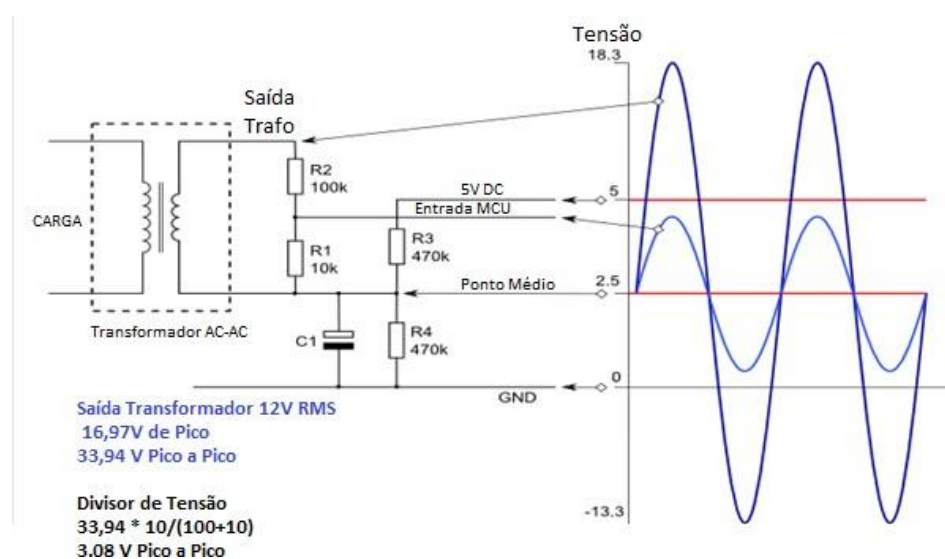 Tensão
18.3
Saída
Trafo
R2
100k
5V DC
5
Entrada MCU
CARGA
R1
10k
R3
470k
Ponto Médio
2.5
Transformador AC-AC
C1
R4
470k
0
GND
Saída Transformador 12V RMS
16,97V de Pico
33,94 V Pico a Pico
-13.3
Divisor de Tensão
33,94 * 10/(100+10)
3,08 V Pico a Pico